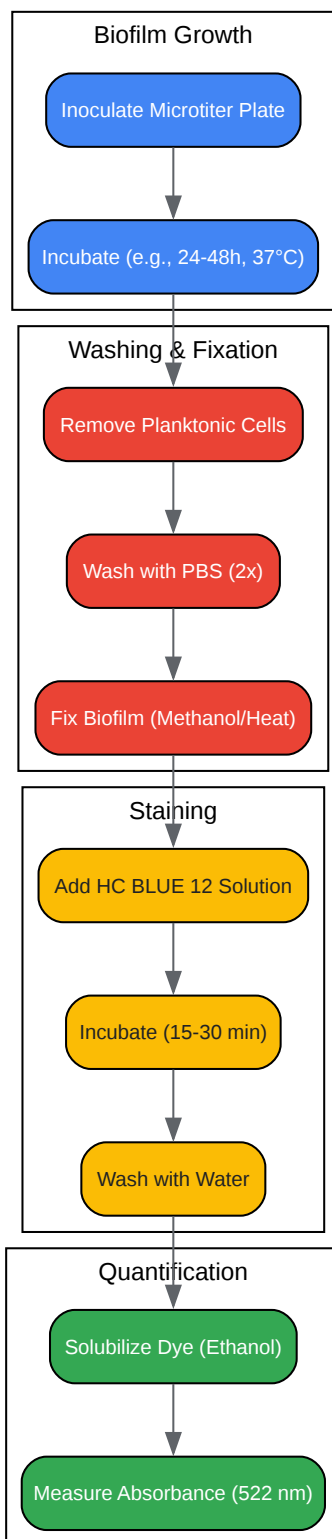 Biofilm Growth
Inoculate Microtiter Plate
Incubate (e.g., 24-48h, 37°C)
Washing & Fixation
Remove Planktonic Cells
Wash with PBS (2x)
Fix Biofilm (Methanol/Heat)
Staining
Add HC BLUE 12 Solution
Incubate (15-30 min)
Wash with Water
Quantification
Solubilize Dye (Ethanol)
Measure Absorbance (522 nm)